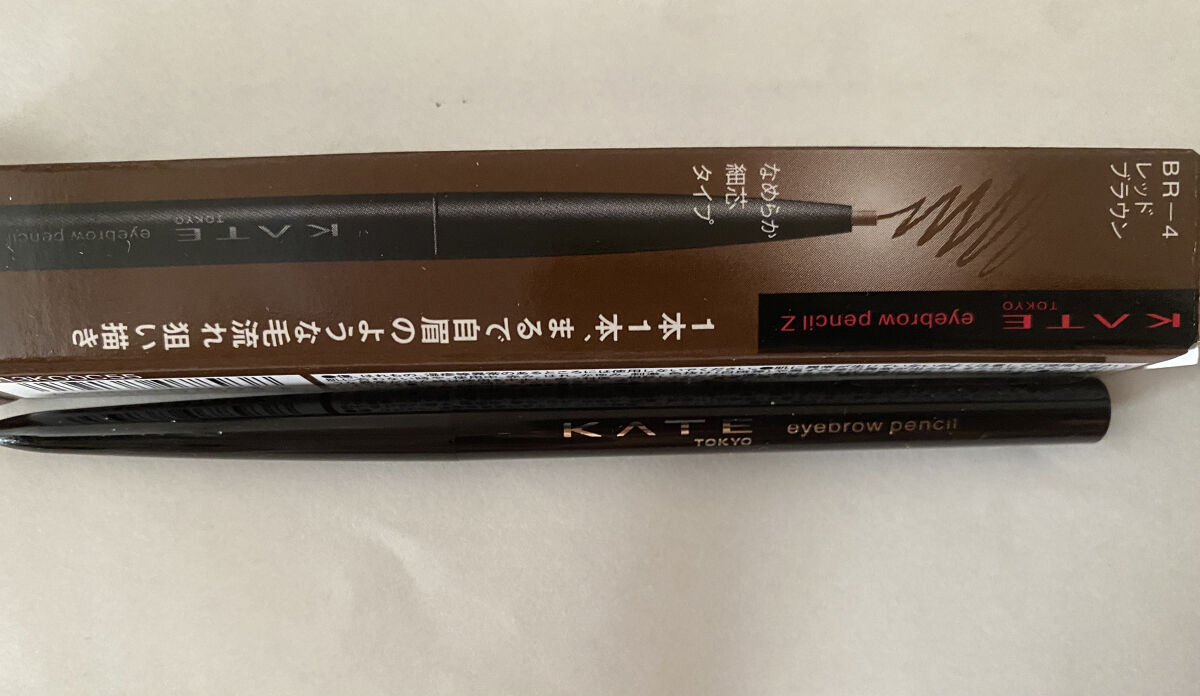 BR-4
レッド
ブラウン
なめらか
細芯
タイプ
KATE
TOKYO
eyebrow pencil Z
1本1本、まるで自眉のような毛流れ狙い描き
KATE
TOKYO
eyebrow pencil
KATE
TOKYO
eyebrow pencil